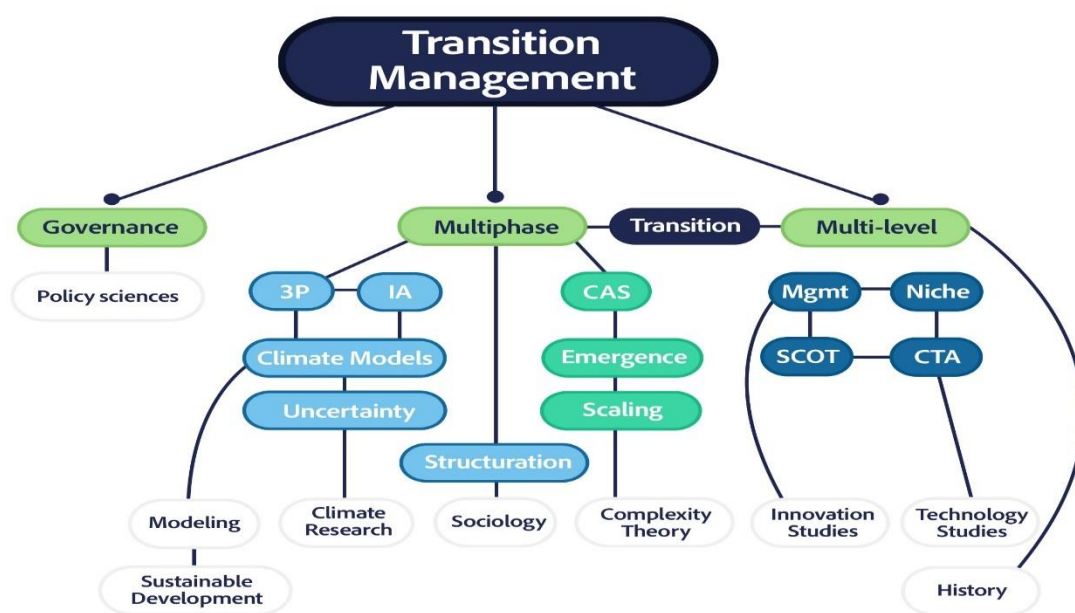 Transition
Management
Governance
Multiphase
Transition
Multi-level
Policy sciences
3P
IA
CAS
Mgmt
Niche
Climate Models
Emergence
SCOT
CTA
Uncertainty
Scaling
Structuration
Modeling
Climate
Research
Sociology
Complexity
Theory
Innovation
Studies
Technology
Studies
Sustainable
Development
History